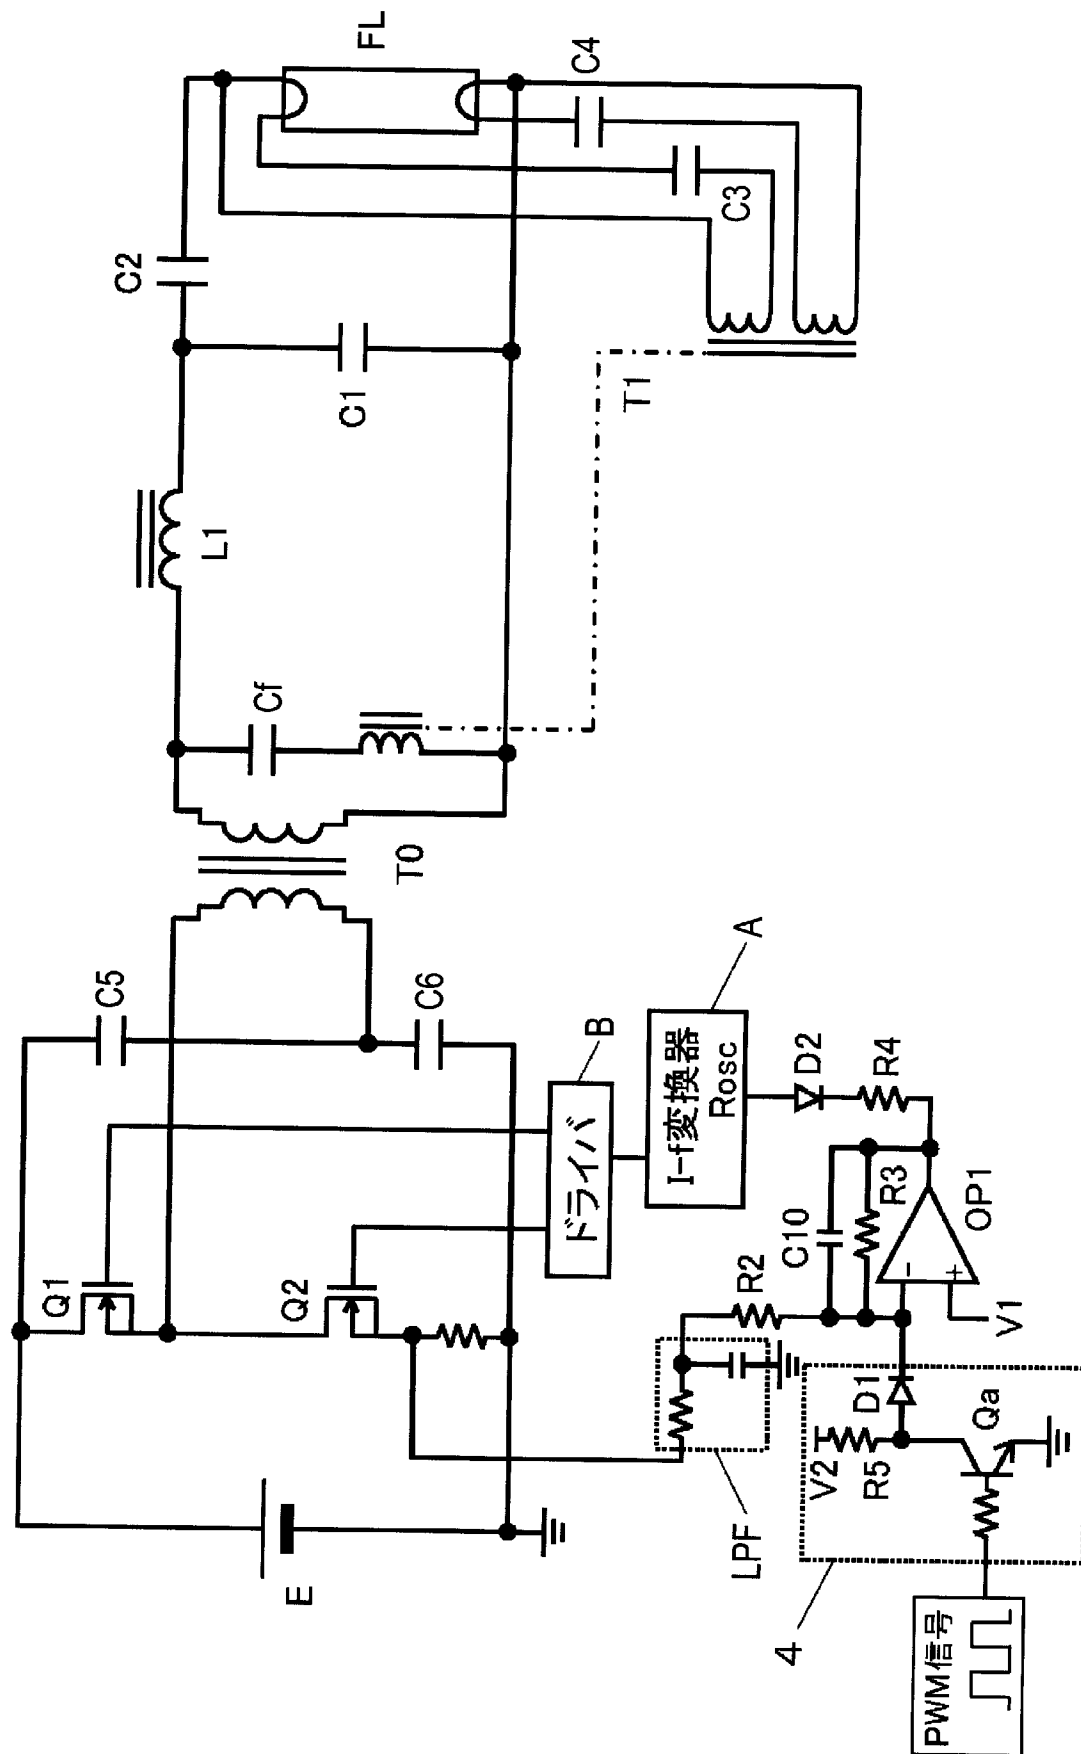 E
Q1
Q2
C5
C6
T0
Cf
L1
C1
C2
FL
C4
C3
T1
ドライバ
B
I-f変換器
Rosc
A
D2
R4
LPF
R2
C10
R3
OP1
-
+
V1
V2
R5
D1
Qa
4
PWM信号